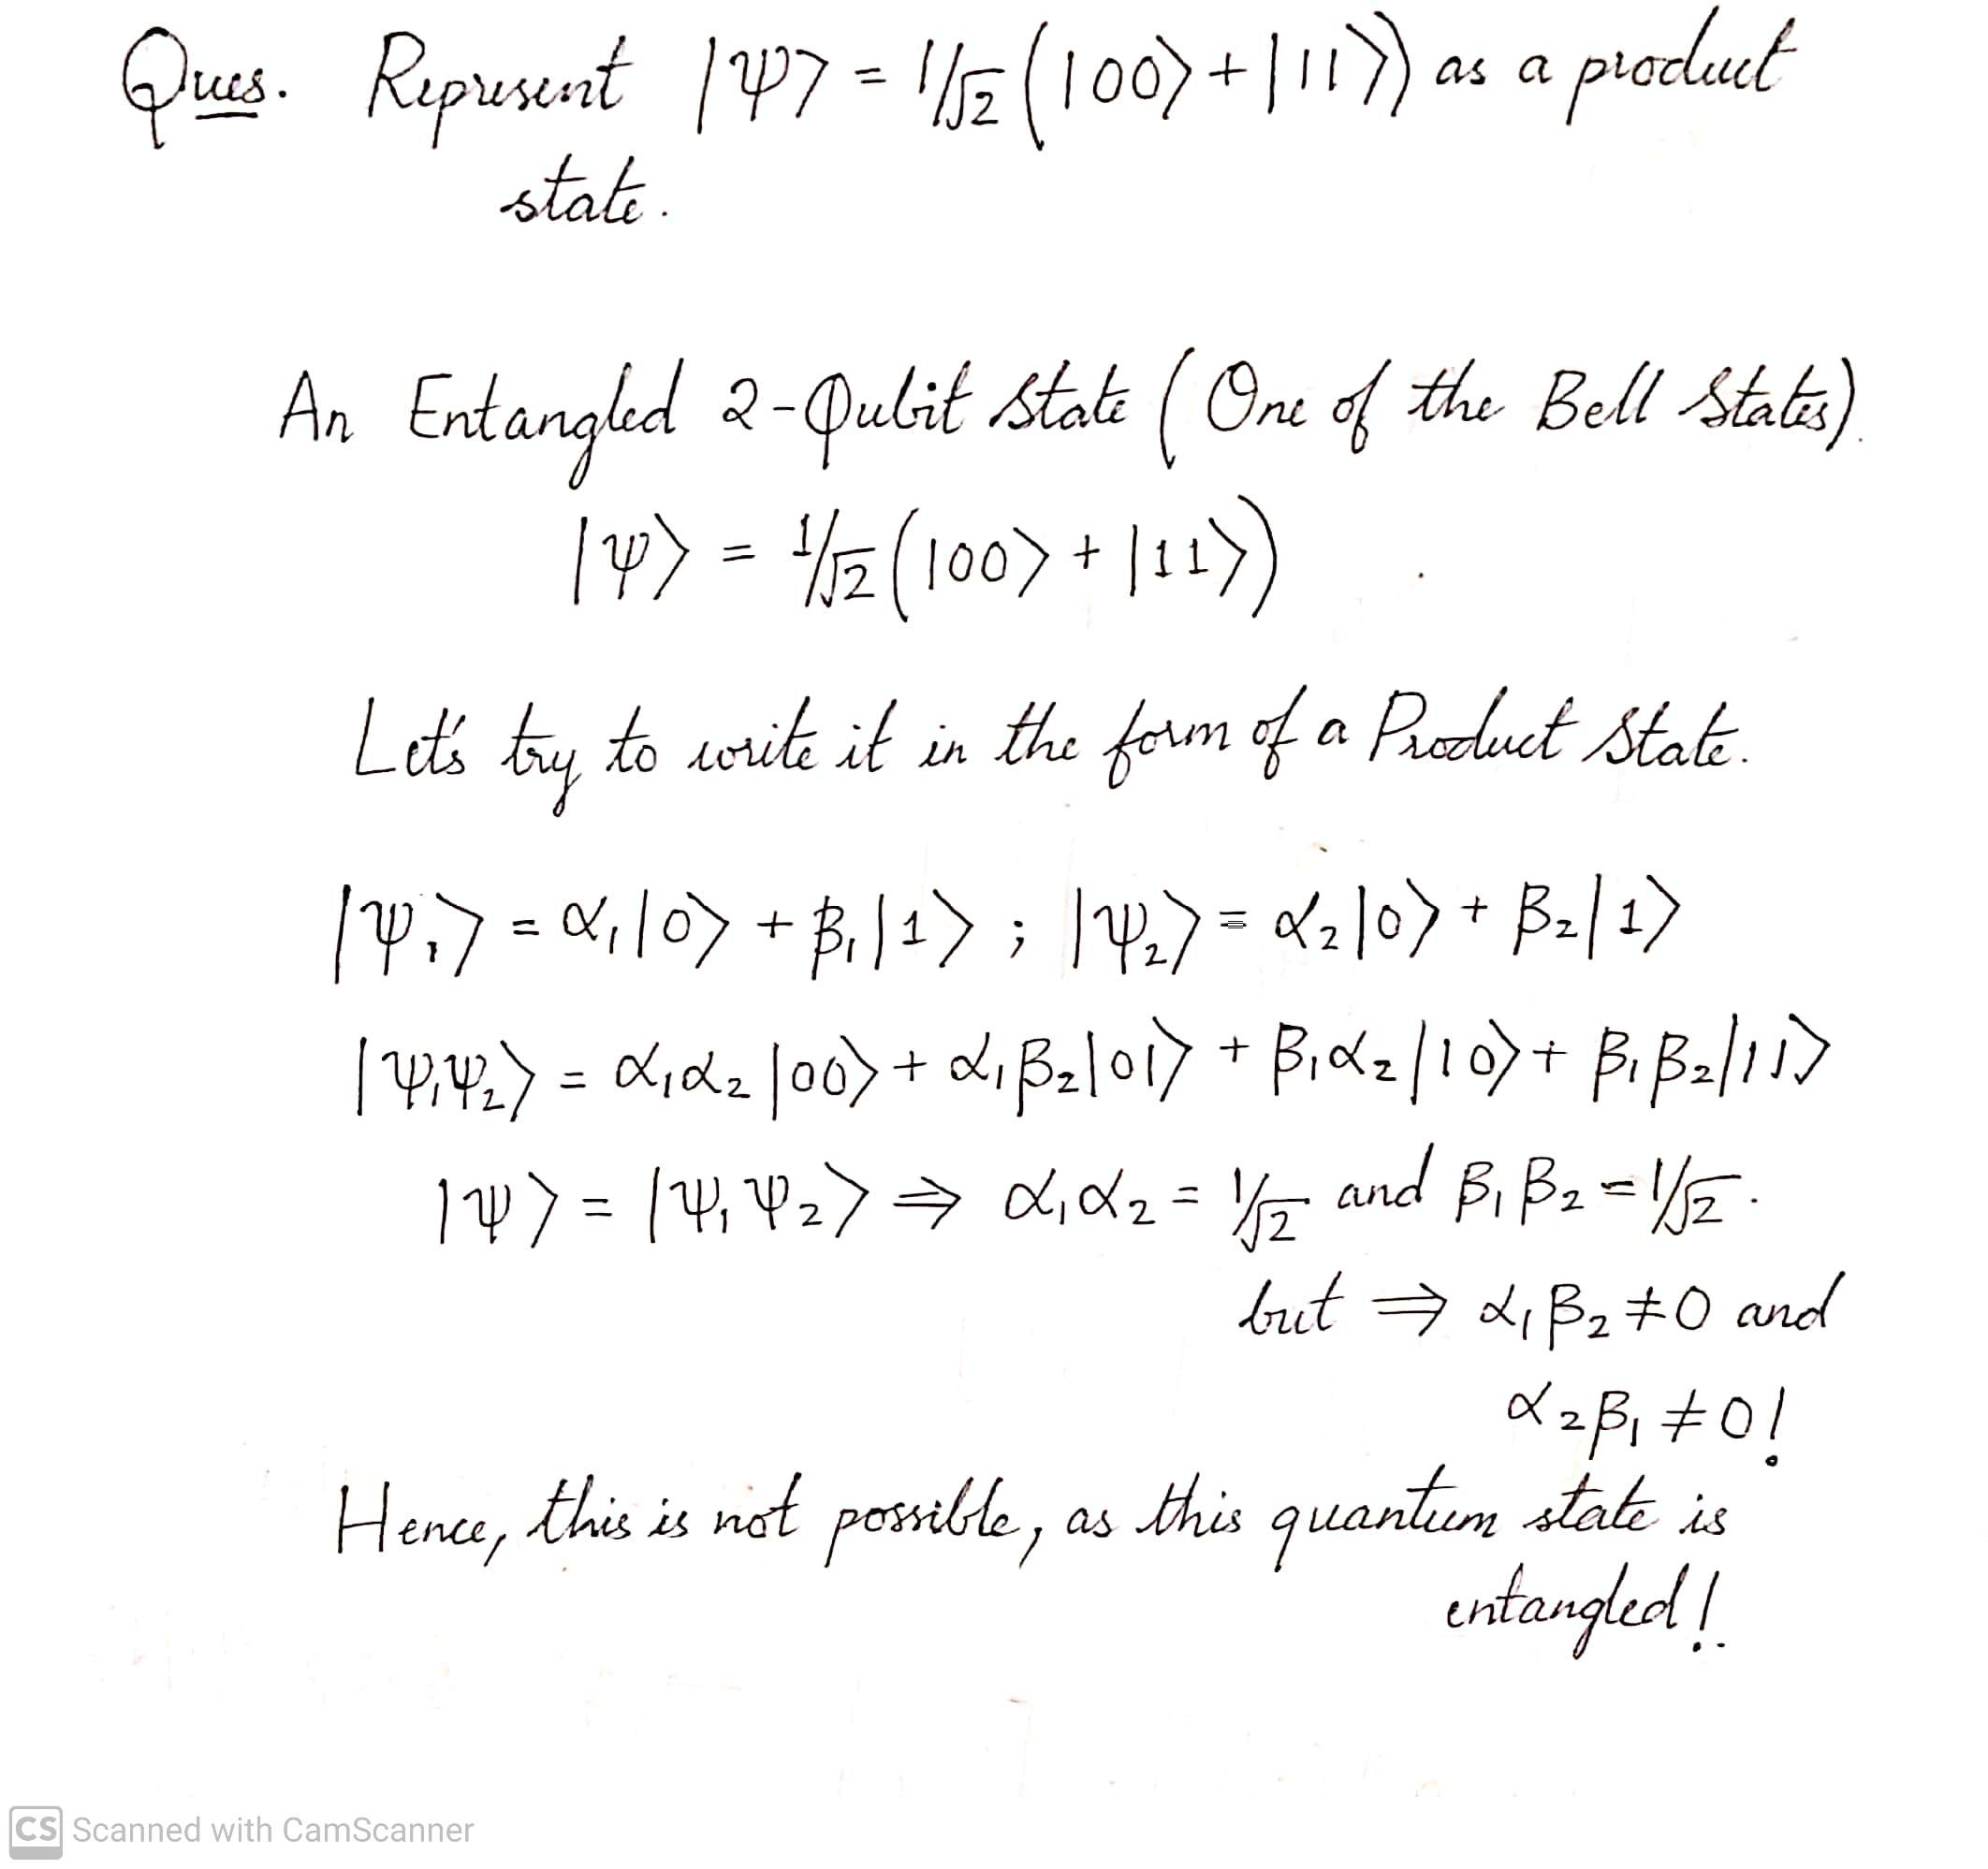 Ques. Represent |ψ⟩ = 1/√2 (|00⟩ + |11⟩) as a product
state.
An Entangled 2-Qubit State (One of the Bell States).
|ψ⟩ = 1/√2 (|00⟩ + |11⟩)
Let's try to write it in the form of a Product State.
|ψ₁⟩ = α₁|0⟩ + β₁|1⟩ ; |ψ₂⟩ = α₂|0⟩ + β₂|1⟩
|ψ₁ψ₂⟩ = α₁α₂|00⟩ + α₁β₂|01⟩ + β₁α₂|10⟩ + β₁β₂|11⟩
|ψ⟩ = |ψ₁ψ₂⟩ ⇒ α₁α₂ = 1/√2 and β₁β₂ = 1/√2.
but ⇒ α₁β₂ ≠ 0 and
α₂β₁ ≠ 0!
Hence, this is not possible, as this quantum state is
entangled!
CS Scanned with CamScanner